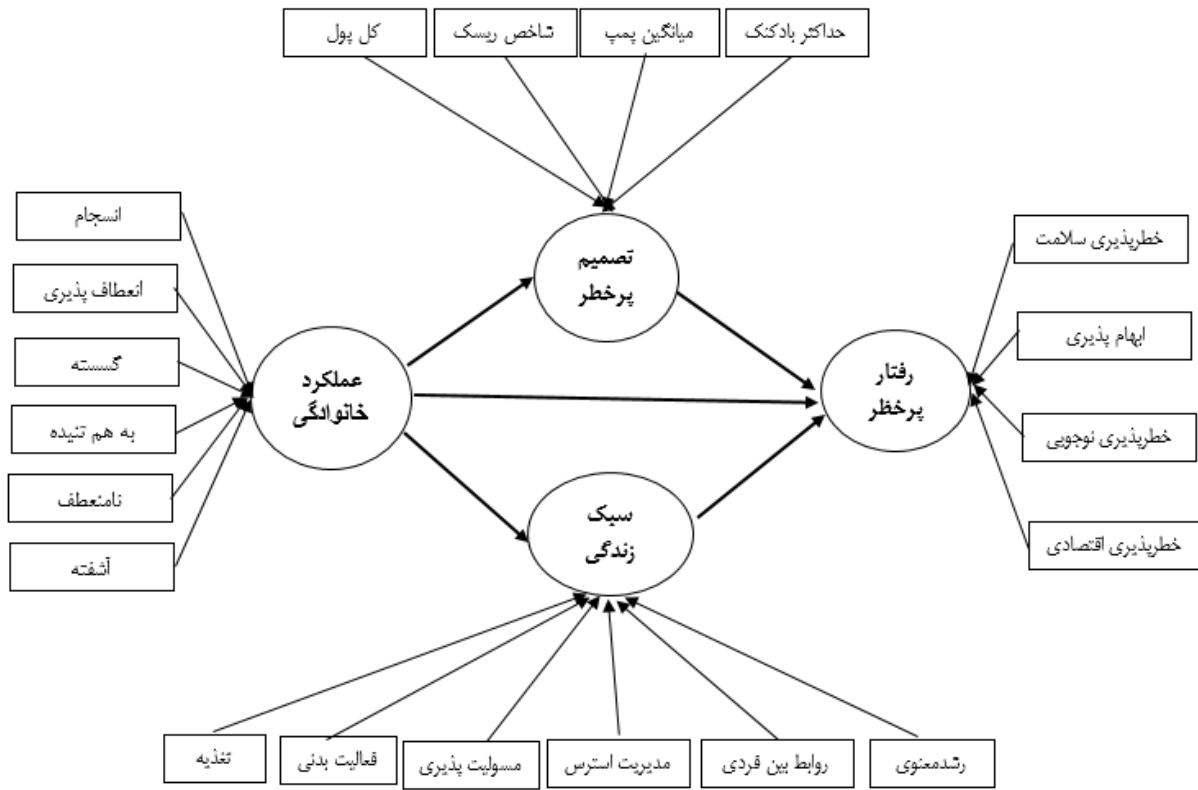 حداکثر بادکنک
میانگین پمپ
شاخص ریسک
کل پول
انسجام
انعطاف پذیری
گسسته
به هم تنیده
نامنعطف
آشفته
تصمیم
پرخطر
عملکرد
خانوادگی
رفتار
پرخظر
سبک
زندگی
خطرپذیری سلامت
ابهام پذیری
خطرپذیری نوجویی
خطرپذیری اقتصادی
رشدمعنوی
روابط بین فردی
مدیریت استرس
مسولیت پذیری
فعالیت بدنی
تغذیه